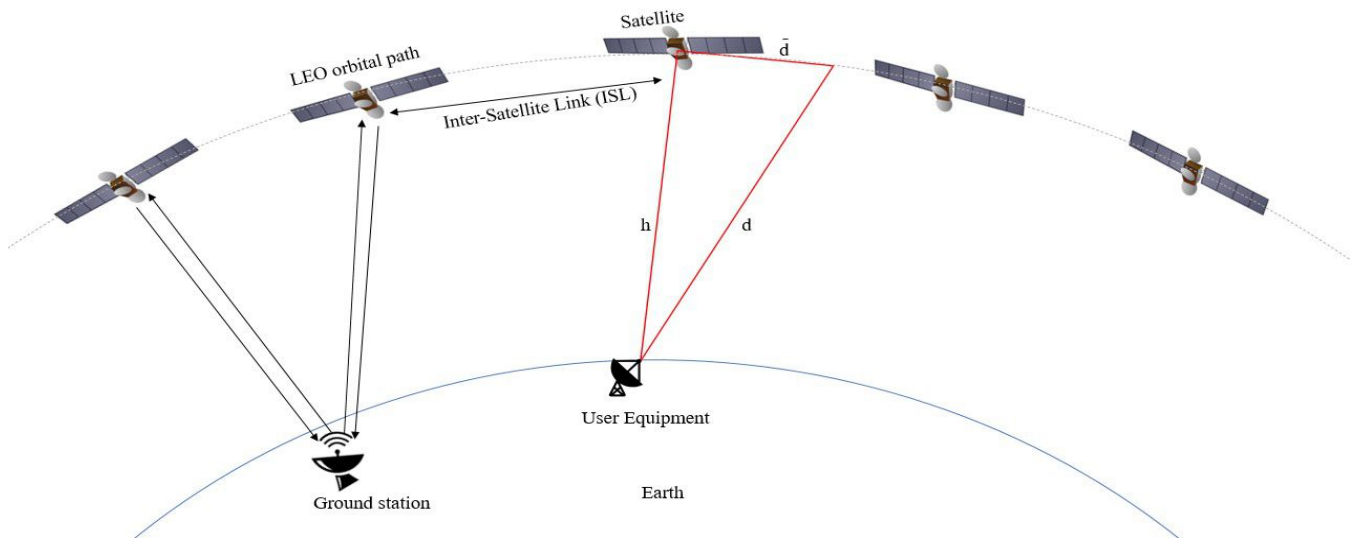 Satellite
d̄
LEO orbital path
Inter-Satellite Link (ISL)
h
d
User Equipment
Ground station
Earth